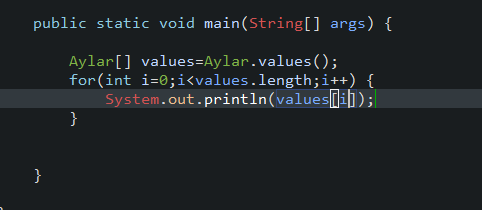 public static void main(String[] args) {
Aylar[] values=Aylar.values();
for(int i=0;i<values.length;i++) {
System.out.println(values[i]);
}
}